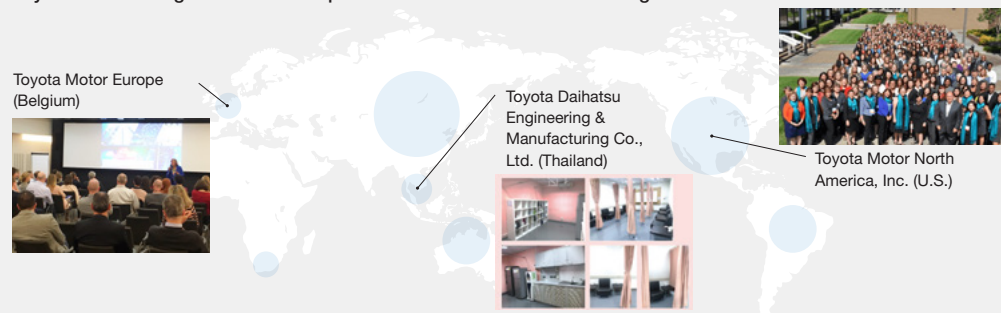 Toyota Motor Europe
(Belgium)
Toyota Daihatsu
Engineering &
Manufacturing Co.,
Ltd. (Thailand)
Toyota Motor North
America, Inc. (U.S.)